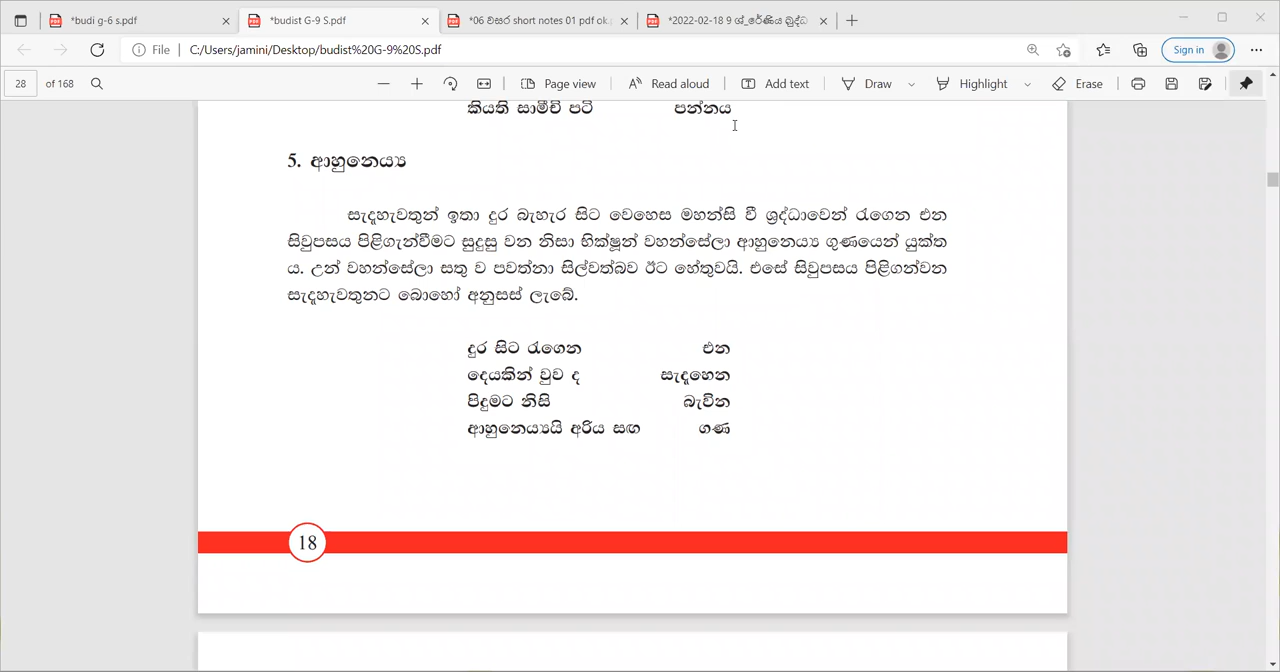 *budi g-6 s.pdf
*budist G-9 S.pdf
*06 වසර short notes 01 pdf ok.
*2022-02-18 9 ශ්‍රේණිය බුද්ධ
File C:/Users/jamini/Desktop/budist%20G-9%20S.pdf Sign in
28 of 168 Page view Read aloud Add text Draw Highlight Erase
කියති සාමීචි පටි පන්නය
5. ආහුනෙය්‍ය
සැදැහැවතුන් ඉතා දුර බැහැර සිට වෙහෙස මහන්සි වී ශ්‍රද්ධාවෙන් රැගෙන එන
සිවුපසය පිළිගැන්වීමට සුදුසු වන නිසා භික්ෂූන් වහන්සේලා ආහුනෙය්‍ය ගුණයෙන් යුක්ත
ය. උන් වහන්සේලා සතු ව පවත්නා සිල්වත්බව ඊට හේතුවයි. එසේ සිවුපසය පිළිගන්වන
සැදැහැවතුනට බොහෝ අනුසස් ලැබේ.
දුර සිට රැගෙන එන
දෙයකින් වුව ද සැදැහෙන
පිදුමට නිසි බැවින
ආහුනෙය්‍යයි අරිය සඟ ගණ
18